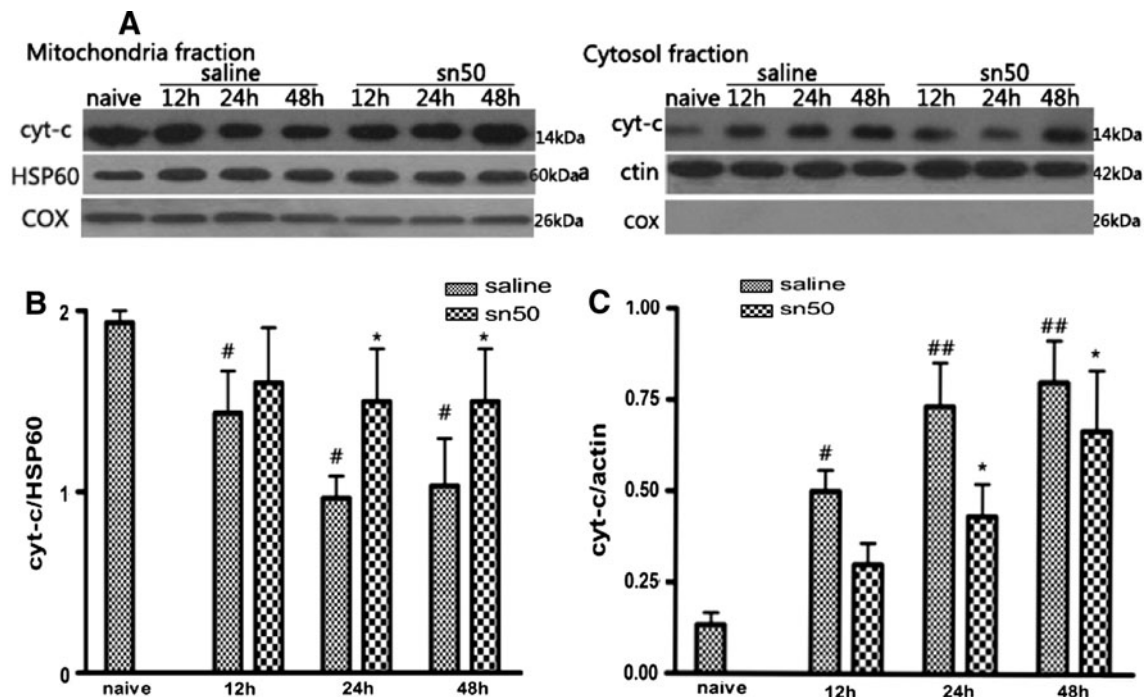 A
Mitochondria fraction
saline sn50
naive 12h 24h 48h 12h 24h 48h
cyt-c 14kDa
HSP60 60kDa
COX 26kDa
Cytosol fraction
saline sn50
naive 12h 24h 48h 12h 24h 48h
cyt-c 14kDa
a ctin 42kDa
COX 26kDa
B
saline
sn50
cyt-c/HSP60
2
1
0
# # * # *
naive 12h 24h 48h
C
saline
sn50
cyt-c/actin
1.00
0.75
0.50
0.25
0.00
# ## * ## *
naive 12h 24h 48h